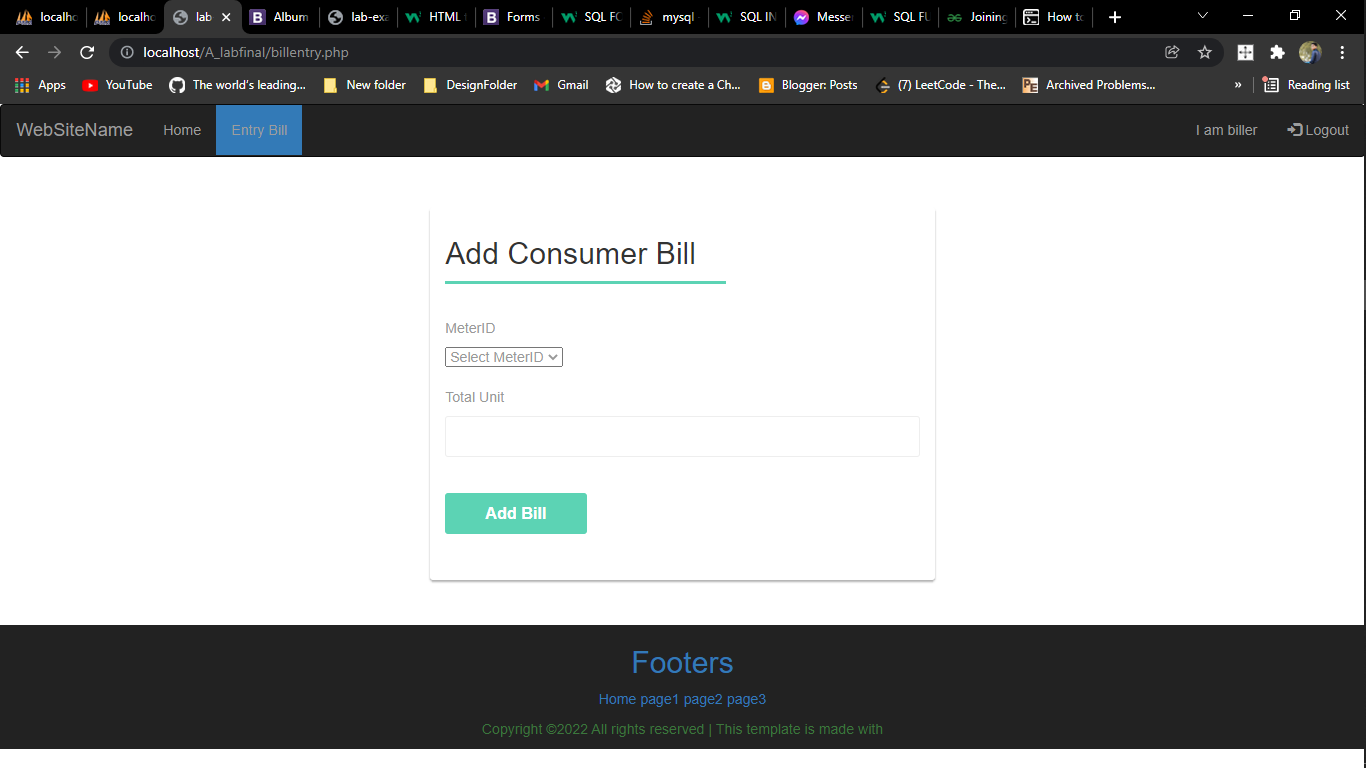 localho localho lab Album lab-exa HTML Forms SQL FO mysql SQL IN Messe SQL FU Joining How to
localhost/A_labfinal/billentry.php
Apps YouTube The world's leading... New folder DesignFolder Gmail How to create a Ch... Blogger: Posts (7) LeetCode - The... Archived Problems... » Reading list
WebSiteName Home Entry Bill I am biller Logout
Add Consumer Bill
MeterID
Select MeterID
Total Unit
Add Bill
Footers
Home page1 page2 page3
Copyright ©2022 All rights reserved | This template is made with